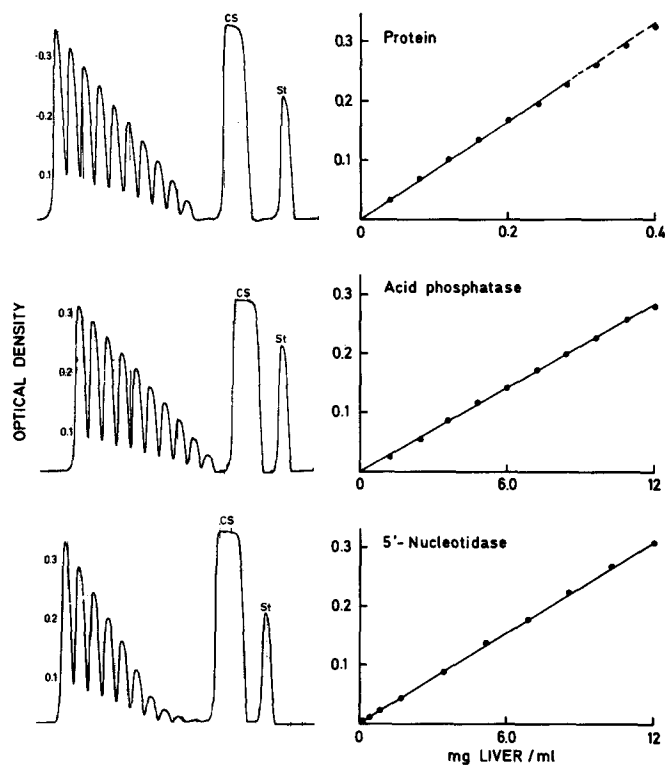 CS
St
-0.3
-0.2
0.1
Protein
0.3
0.2
0.1
0 0.2 0.4
CS
St
0.3
0.2
0.1
Acid phosphatase
0.3
0.2
0.1
0 6.0 12
OPTICAL DENSITY
CS
St
0.3
0.2
0.1
5'-Nucleotidase
0.3
0.2
0.1
0 6.0 12
mg LIVER/ml